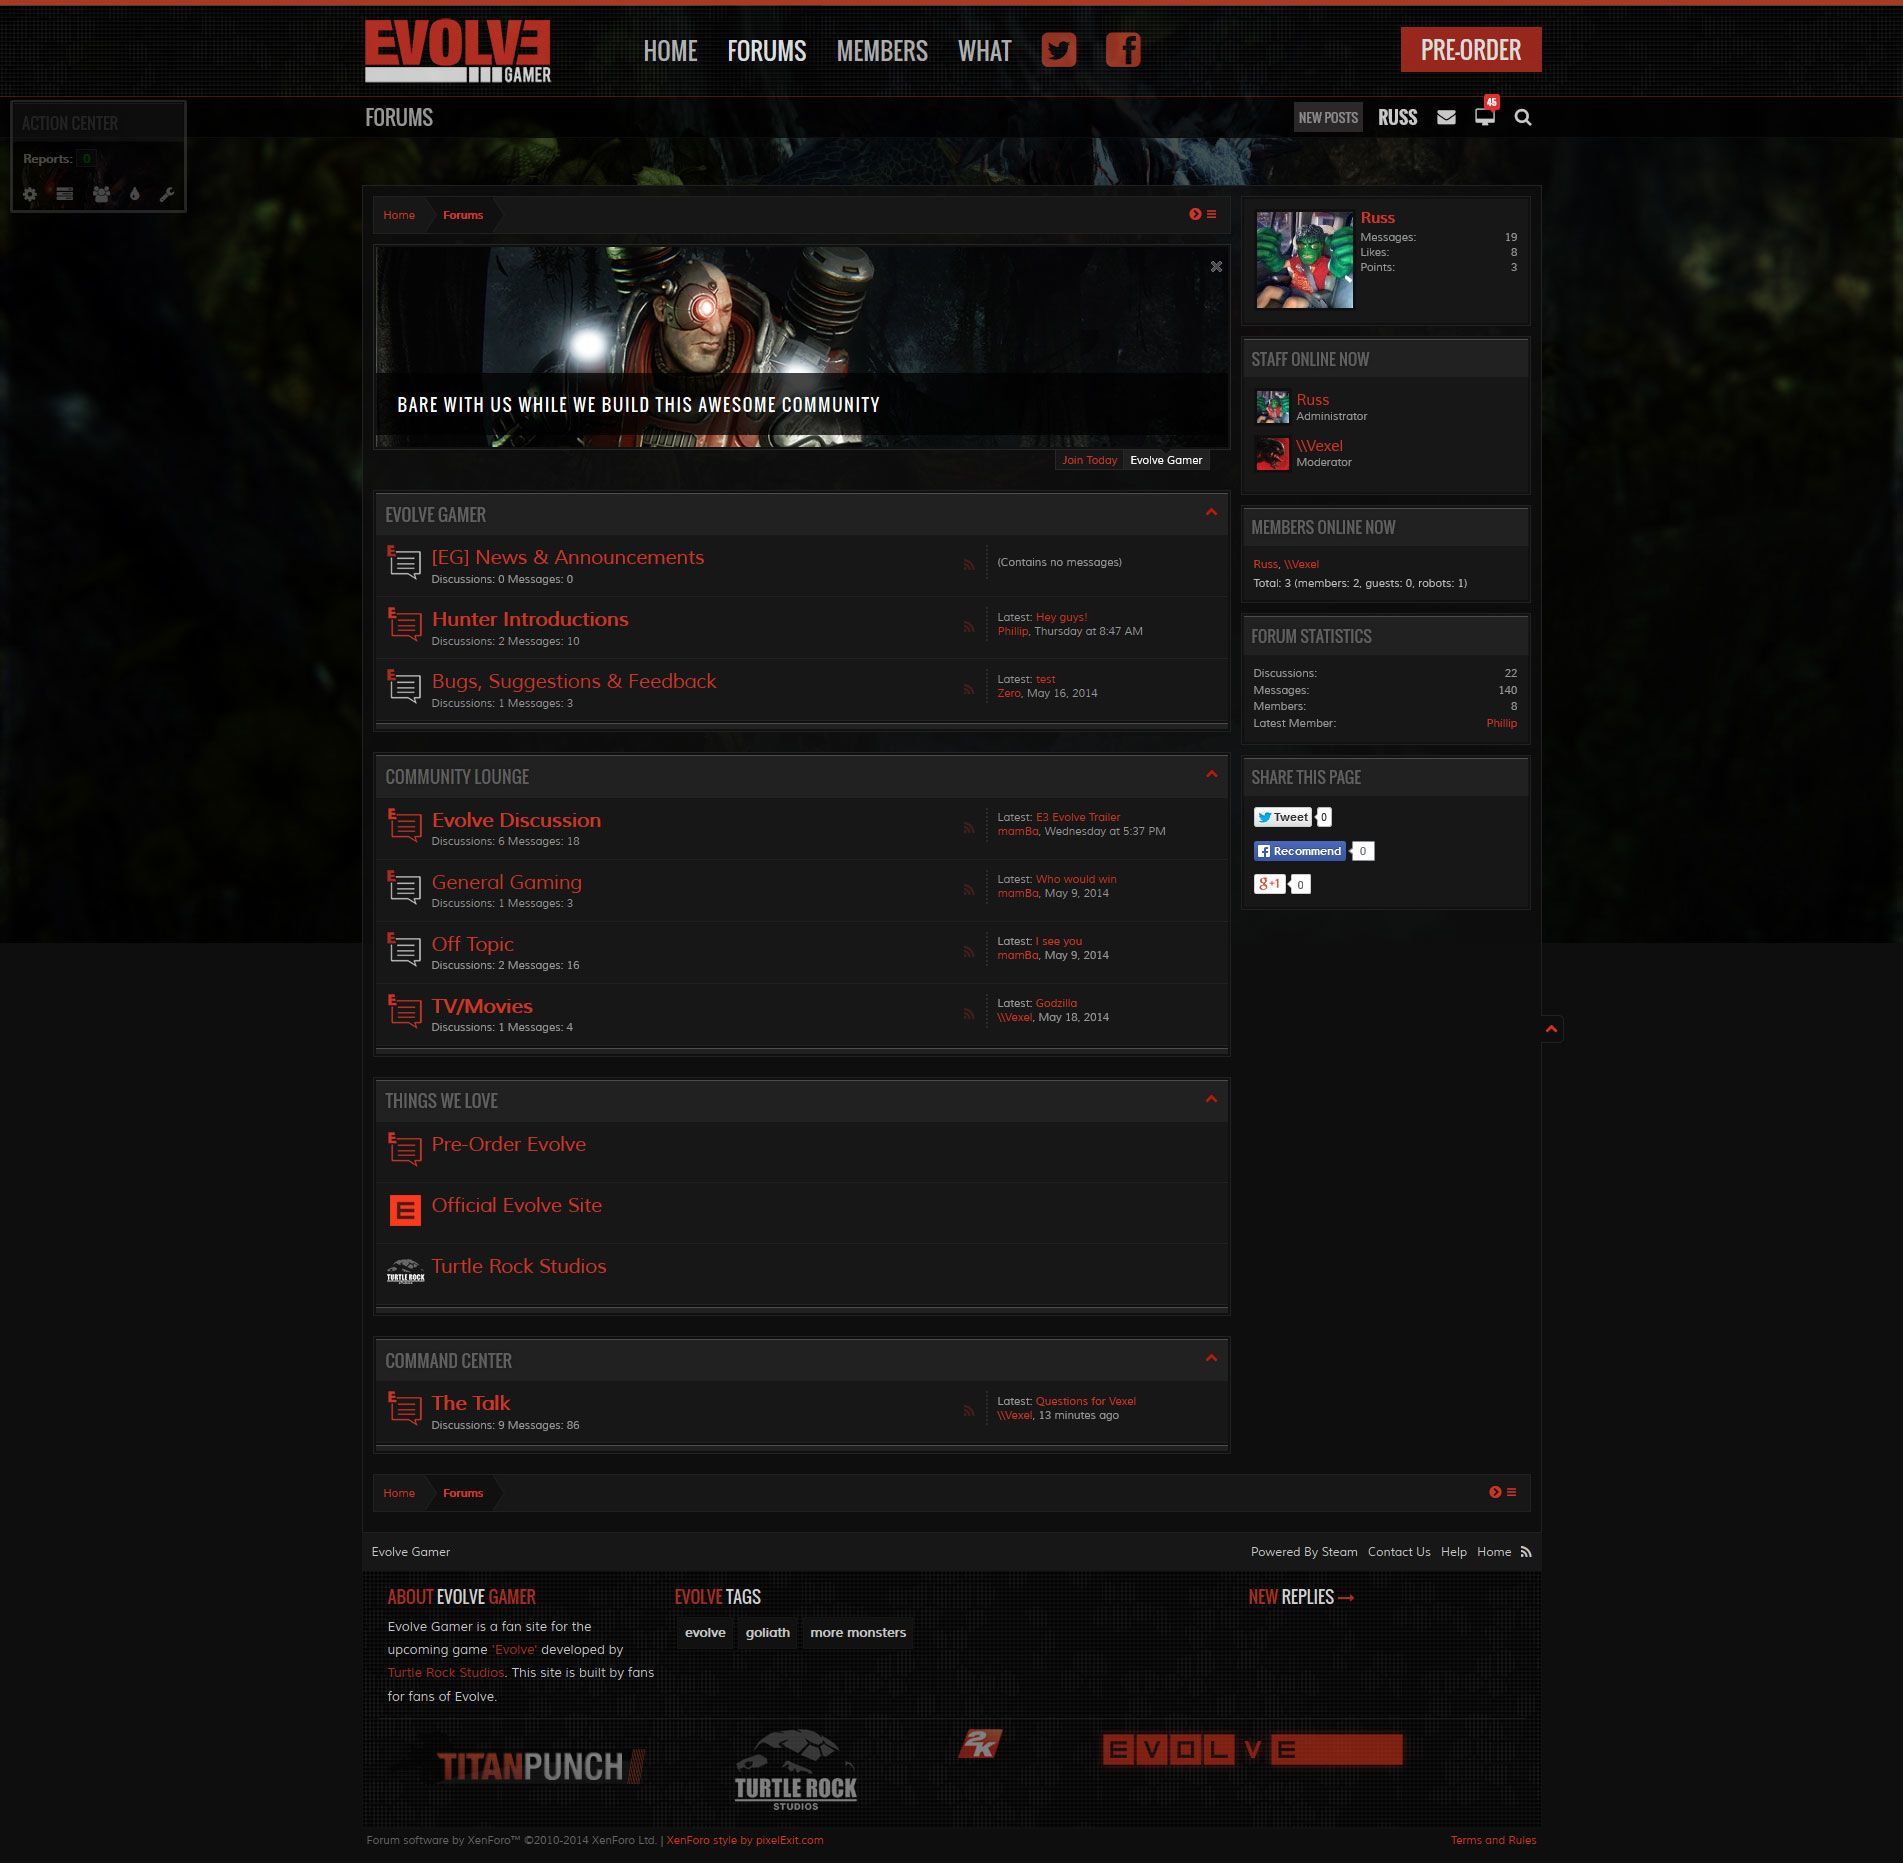 EVOLVE
GAMER
HOME FORUMS MEMBERS WHAT
PRE-ORDER
FORUMS
NEW POSTS RUSS 45
ACTION CENTER
Reports: 0
Home Forums
BARE WITH US WHILE WE BUILD THIS AWESOME COMMUNITY
Join Today Evolve Gamer
EVOLVE GAMER
[EG] News & Announcements
Discussions: 0 Messages: 0
(Contains no messages)
Hunter Introductions
Discussions: 2 Messages: 10
Latest: Hey guys!
Phillip, Thursday at 8:47 AM
Bugs, Suggestions & Feedback
Discussions: 1 Messages: 3
Latest: test
Zero, May 16, 2014
COMMUNITY LOUNGE
Evolve Discussion
Discussions: 6 Messages: 18
Latest: E3 Evolve Trailer
mamBa, Wednesday at 5:37 PM
General Gaming
Discussions: 1 Messages: 3
Latest: Who would win
mamBa, May 9, 2014
Off Topic
Discussions: 2 Messages: 16
Latest: I see you
mamBa, May 9, 2014
TV/Movies
Discussions: 1 Messages: 4
Latest: Godzilla
\\Vexel, May 18, 2014
THINGS WE LOVE
Pre-Order Evolve
E
Official Evolve Site
TURTLE ROCK
Turtle Rock Studios
COMMAND CENTER
The Talk
Discussions: 9 Messages: 86
Latest: Questions for Vexel
\\Vexel, 13 minutes ago
Russ
Messages: 19
Likes: 8
Points: 3
STAFF ONLINE NOW
Russ
Administrator
\\Vexel
Moderator
MEMBERS ONLINE NOW
Russ, \\Vexel
Total: 3 (members: 2, guests: 0, robots: 1)
FORUM STATISTICS
Discussions: 22
Messages: 140
Members: 8
Latest Member: Phillip
SHARE THIS PAGE
Tweet 0
Recommend 0
g+1 0
Home Forums
Evolve Gamer
Powered By Steam Contact Us Help Home
ABOUT EVOLVE GAMER
Evolve Gamer is a fan site for the
upcoming game 'Evolve' developed by
Turtle Rock Studios. This site is built by fans
for fans of Evolve.
EVOLVE TAGS
evolve goliath more monsters
NEW REPLIES →
TITANPUNCH
TURTLE ROCK
STUDIOS
2K
EVOLVE
Forum software by XenForo™ ©2010-2014 XenForo Ltd. | XenForo style by pixelExit.com
Terms and Rules